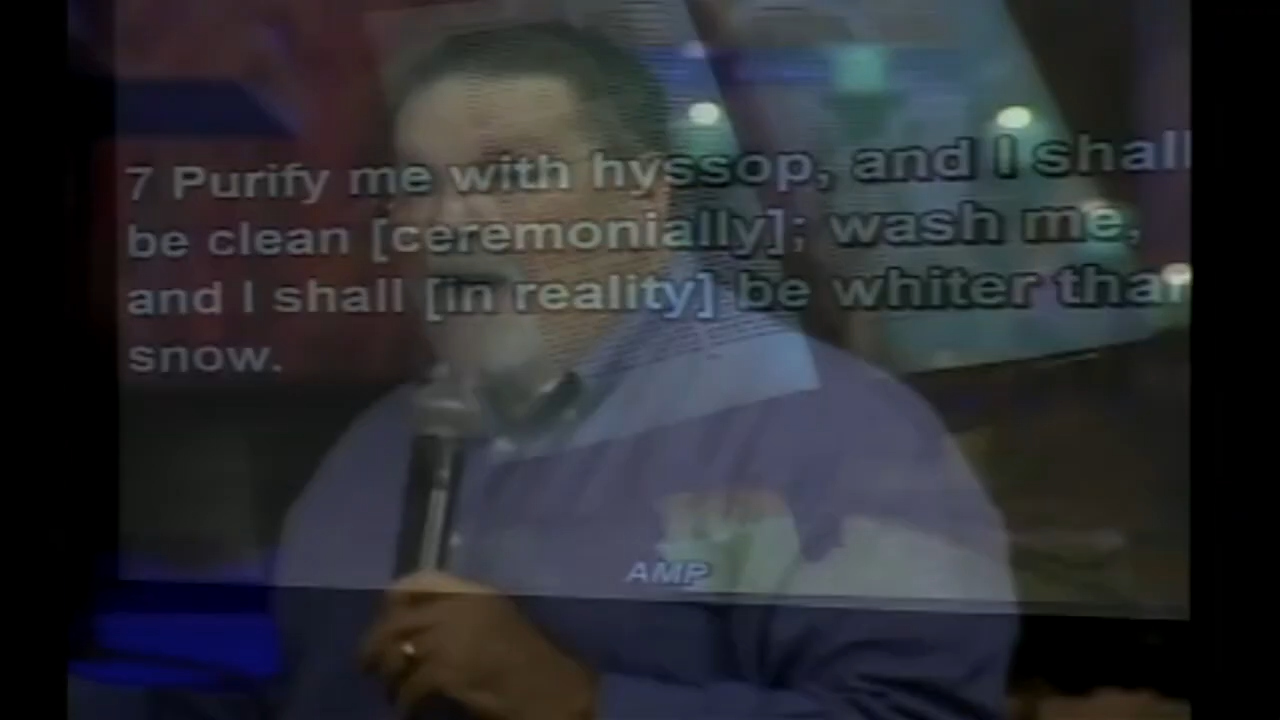 7 Purify me with hyssop, and I shall
be clean [ceremonially]; wash me,
and I shall [in reality] be whiter than
snow.
AMP